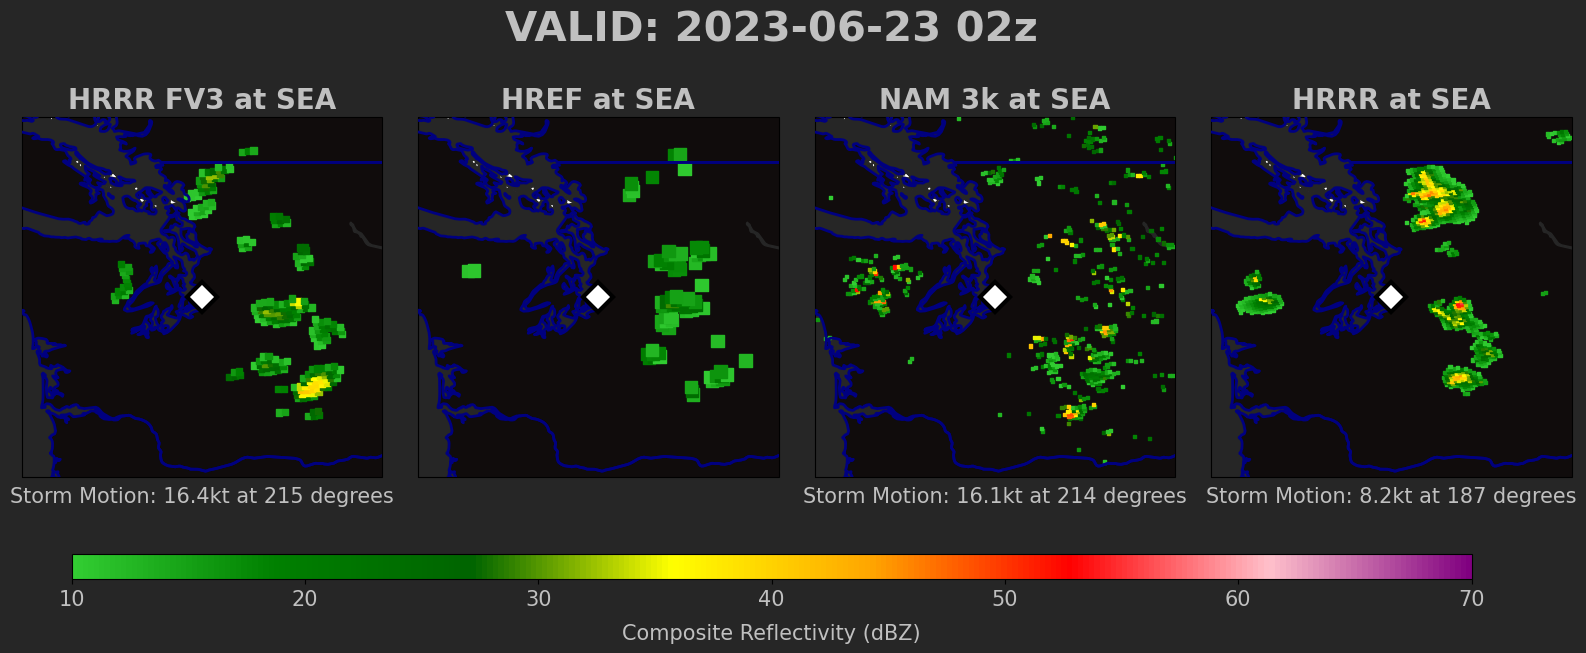 VALID: 2023-06-23 02z
HRRR FV3 at SEA
HREF at SEA
NAM 3k at SEA
HRRR at SEA
Storm Motion: 16.4kt at 215 degrees
Storm Motion: 16.1kt at 214 degrees
Storm Motion: 8.2kt at 187 degrees
10 20 30 40 50 60 70
Composite Reflectivity (dBZ)